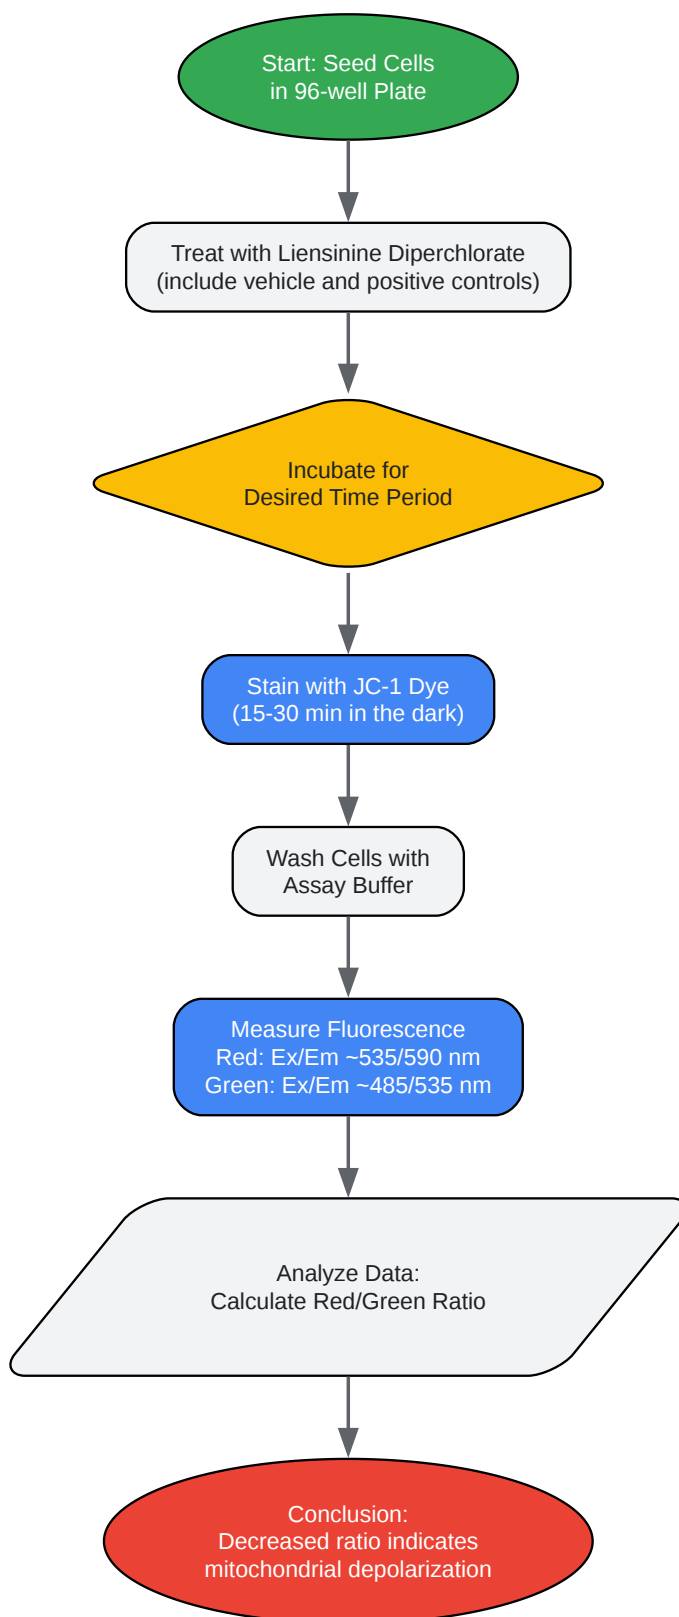 Start: Seed Cells
in 96-well Plate
Treat with Liensinine Diperchlorate
(include vehicle and positive controls)
Incubate for
Desired Time Period
Stain with JC-1 Dye
(15-30 min in the dark)
Wash Cells with
Assay Buffer
Measure Fluorescence
Red: Ex/Em ~535/590 nm
Green: Ex/Em ~485/535 nm
Analyze Data:
Calculate Red/Green Ratio
Conclusion:
Decreased ratio indicates
mitochondrial depolarization